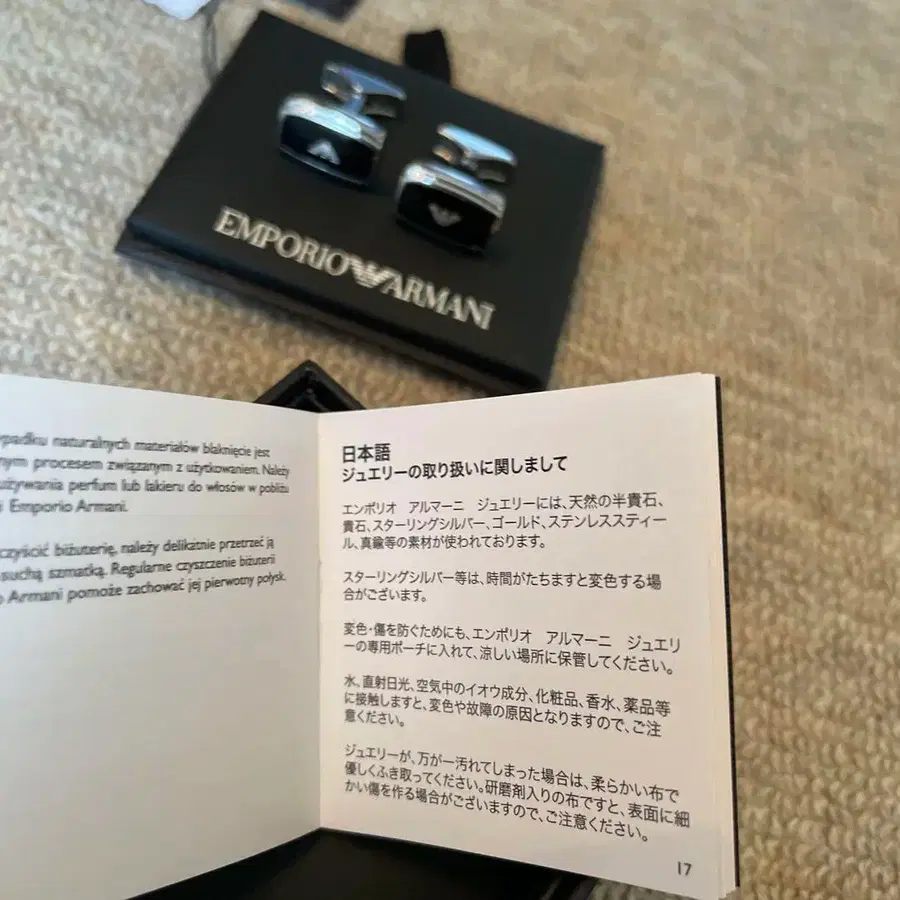 EMPORIO ARMANI
naturalnych materiałów blaknięcie jest
procesem związanym z użytkowaniem. Należy
używania perfum lub lakieru do włosów w pobliżu
Emporio Armani.
czyścić biżuterię, należy delikatnie przetrzeć ją
suchą szmatką. Regularne czyszczenie biżuterii
Armani pomoże zachować jej pierwotny połysk.
日本語
ジュエリーの取り扱いに関しまして
エンポリオ アルマーニ ジュエリーには、天然の半貴石、
貴石、スターリングシルバー、ゴールド、ステンレススティー
ル、真鍮等の素材が使われております。
スターリングシルバー等は、時間がたちますと変色する場
合がございます。
変色・傷を防ぐためにも、エンポリオ アルマーニ ジュエリ
ーの専用ポーチに入れて、涼しい場所に保管してください。
水、直射日光、空気中のイオウ成分、化粧品、香水、薬品等
に接触しますと、変色や故障の原因となりますので、ご注
意ください。
ジュエリーが、万が一汚れてしまった場合は、柔らかい布で
優しくふき取ってください。研磨剤入りの布ですと、表面に細
かい傷を作る場合がございますので、ご注意ください。
17